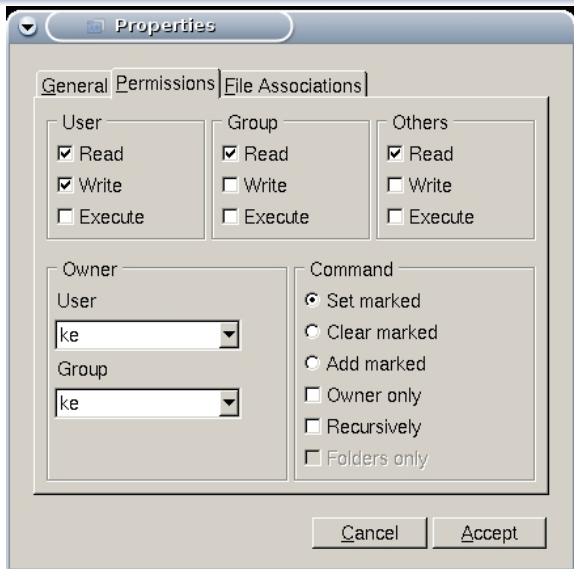 Properties
General Permissions File Associations
User Group Others
Read Read Read
Write Write Write
Execute Execute Execute
Owner Command
User Set marked
ke Clear marked
Group Add marked
ke Owner only
Recursively
Folders only
Cancel Accept